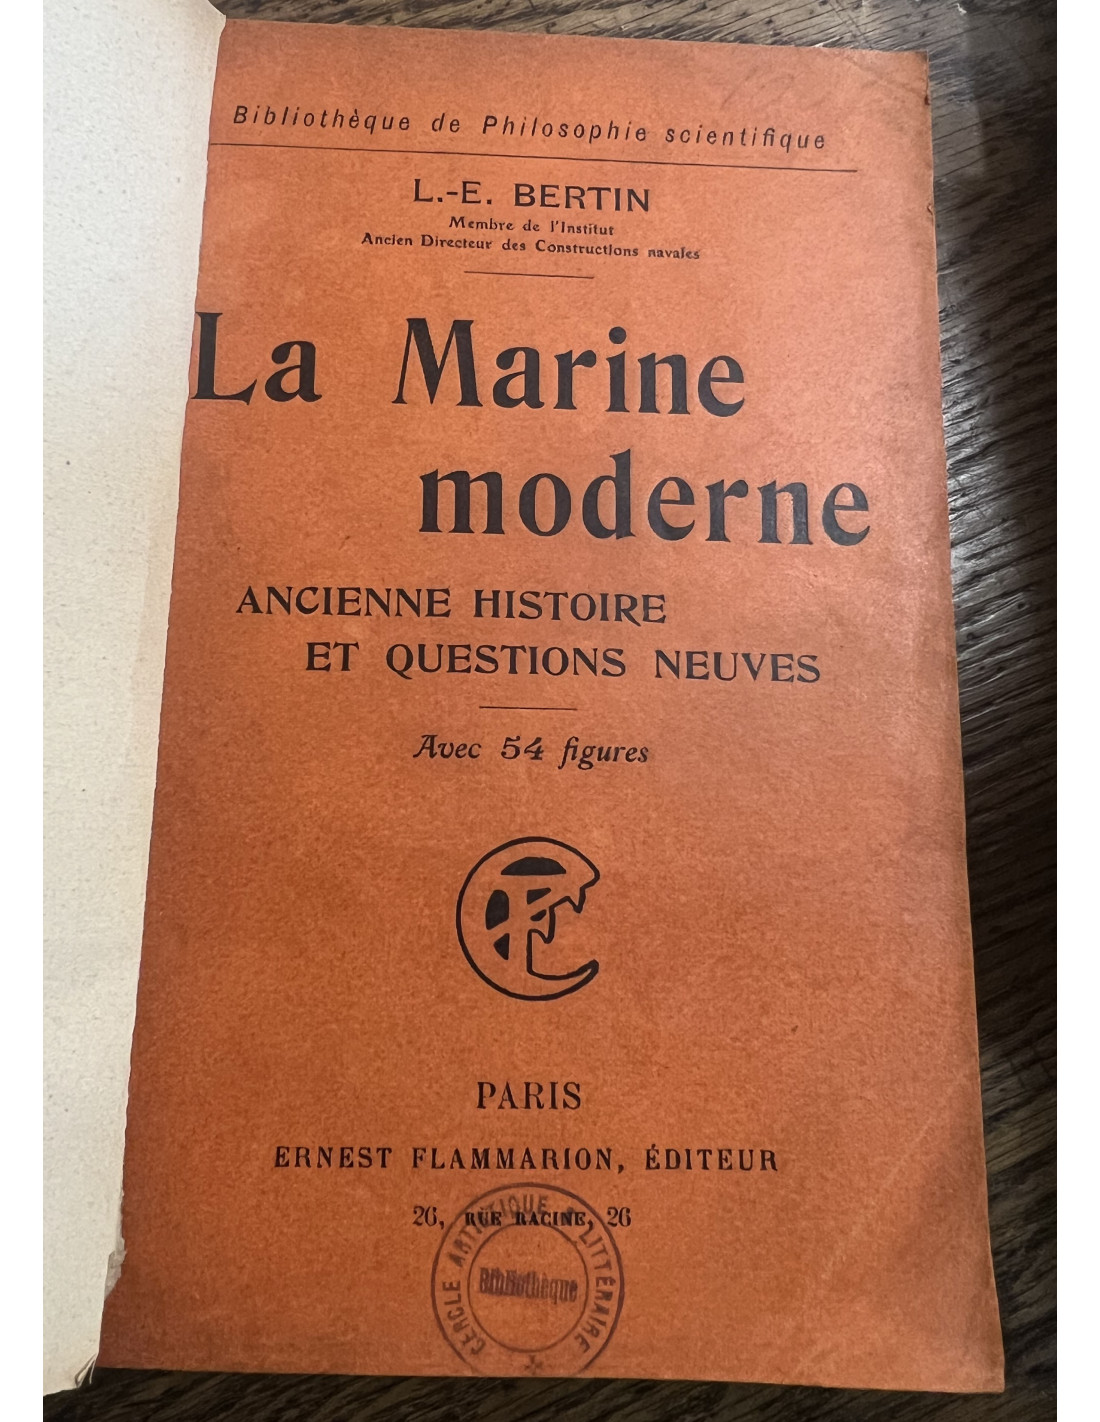 Bibliothèque de Philosophie scientifique
L.-E. BERTIN
Membre de l'Institut
Ancien Directeur des Constructions navales
La Marine
moderne
ANCIENNE HISTOIRE
ET QUESTIONS NEUVES
Avec 54 figures
EF
PARIS
ERNEST FLAMMARION, ÉDITEUR
26, RUE RACINE, 26
CERCLE ARTISTIQUE & LITTÉRAIRE
Bibliothèque